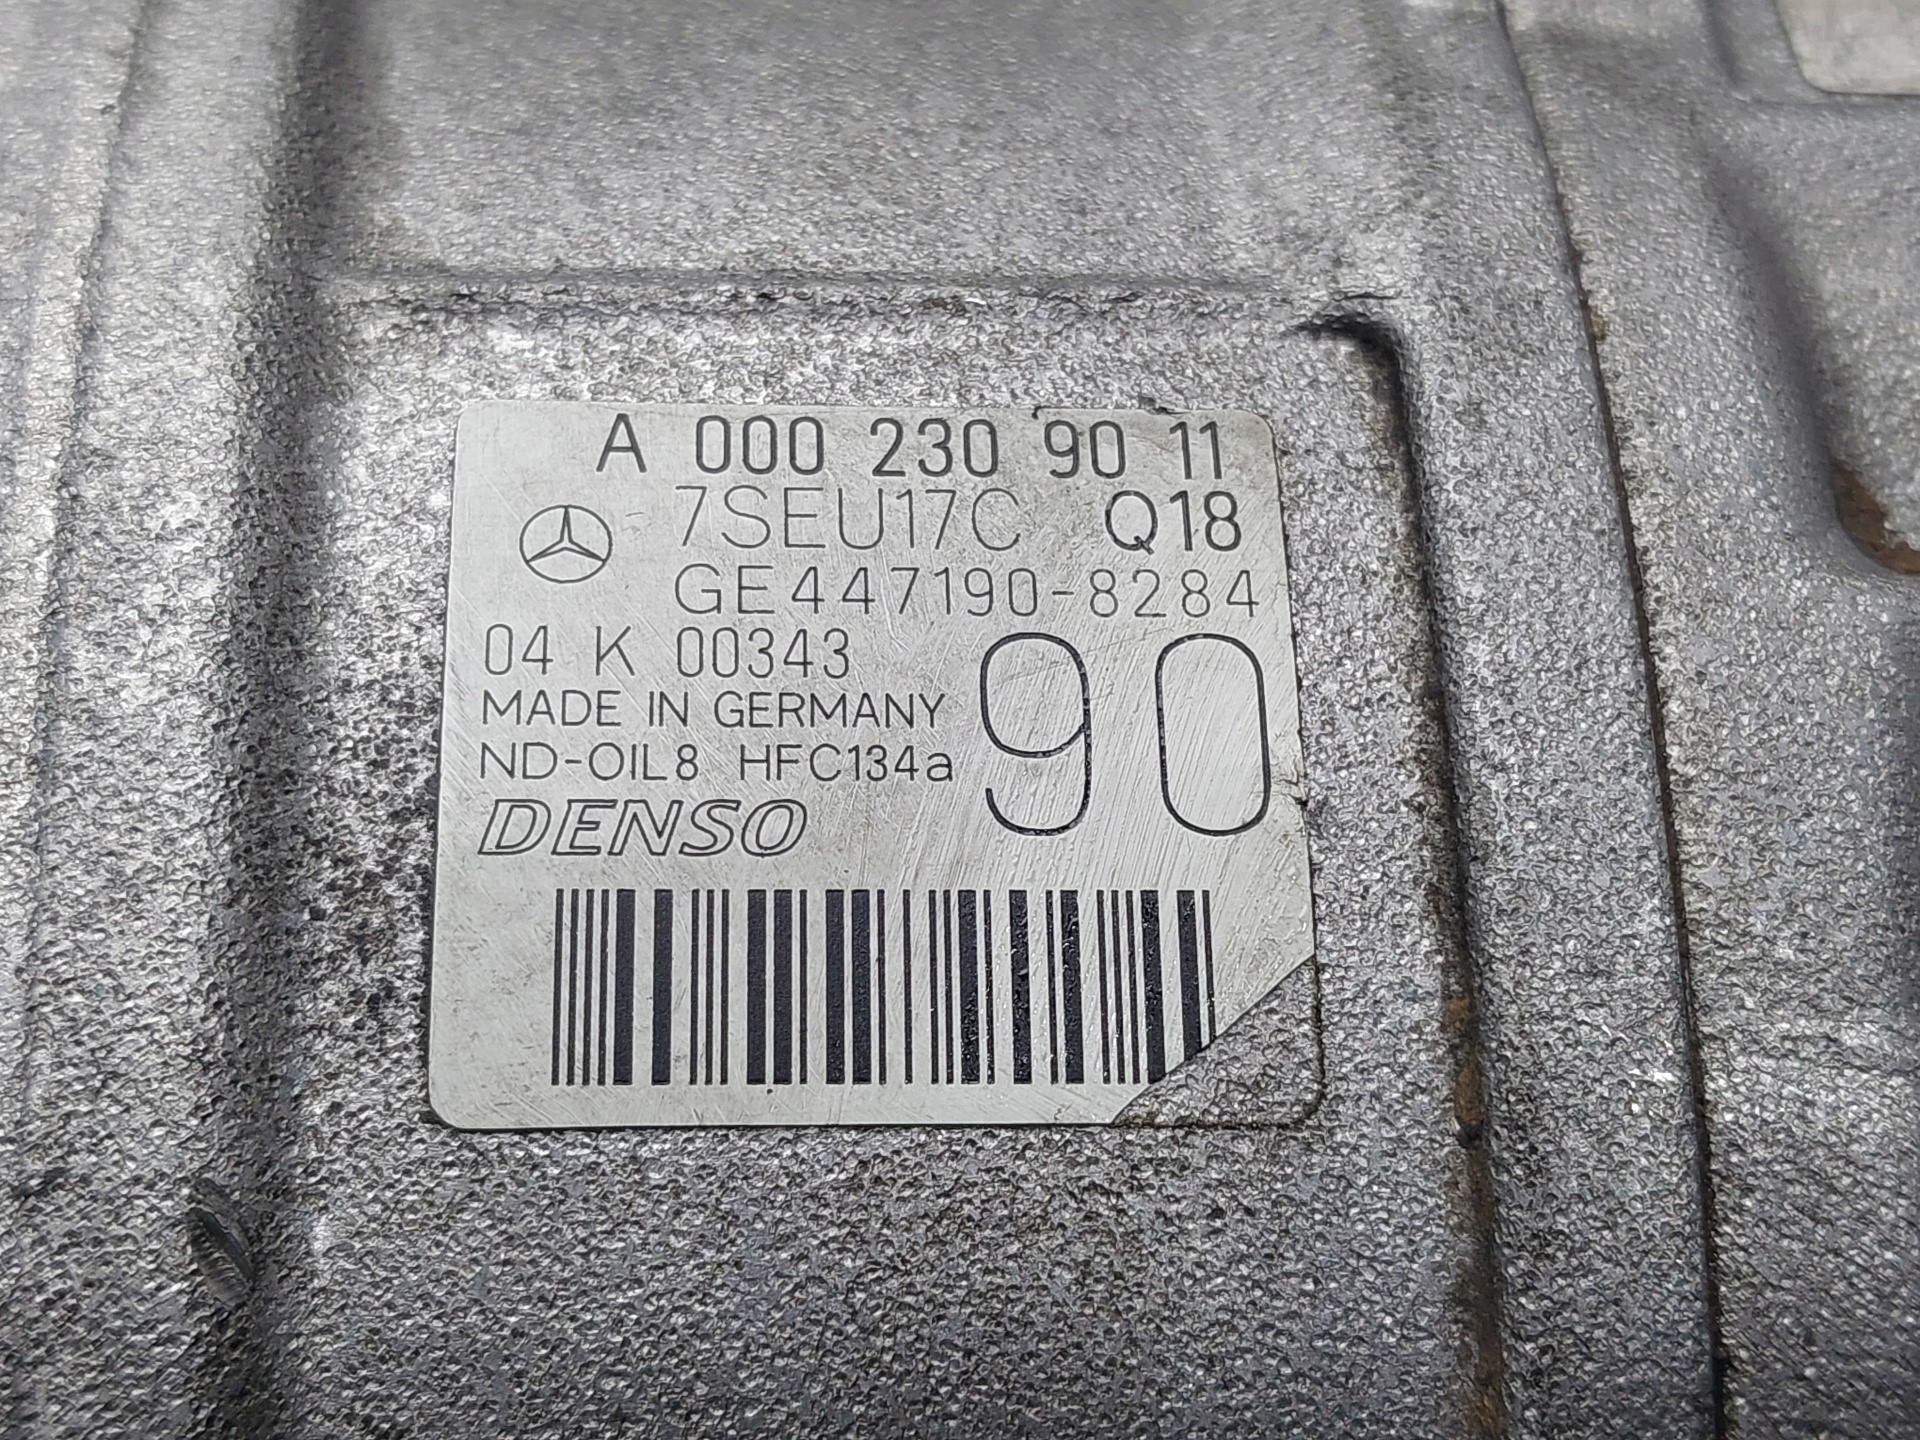 A 000 230 90 11
7SEU17C Q18
GE447190-8284
04 K 00343
90
MADE IN GERMANY
ND-OIL8 HFC134a
DENSO